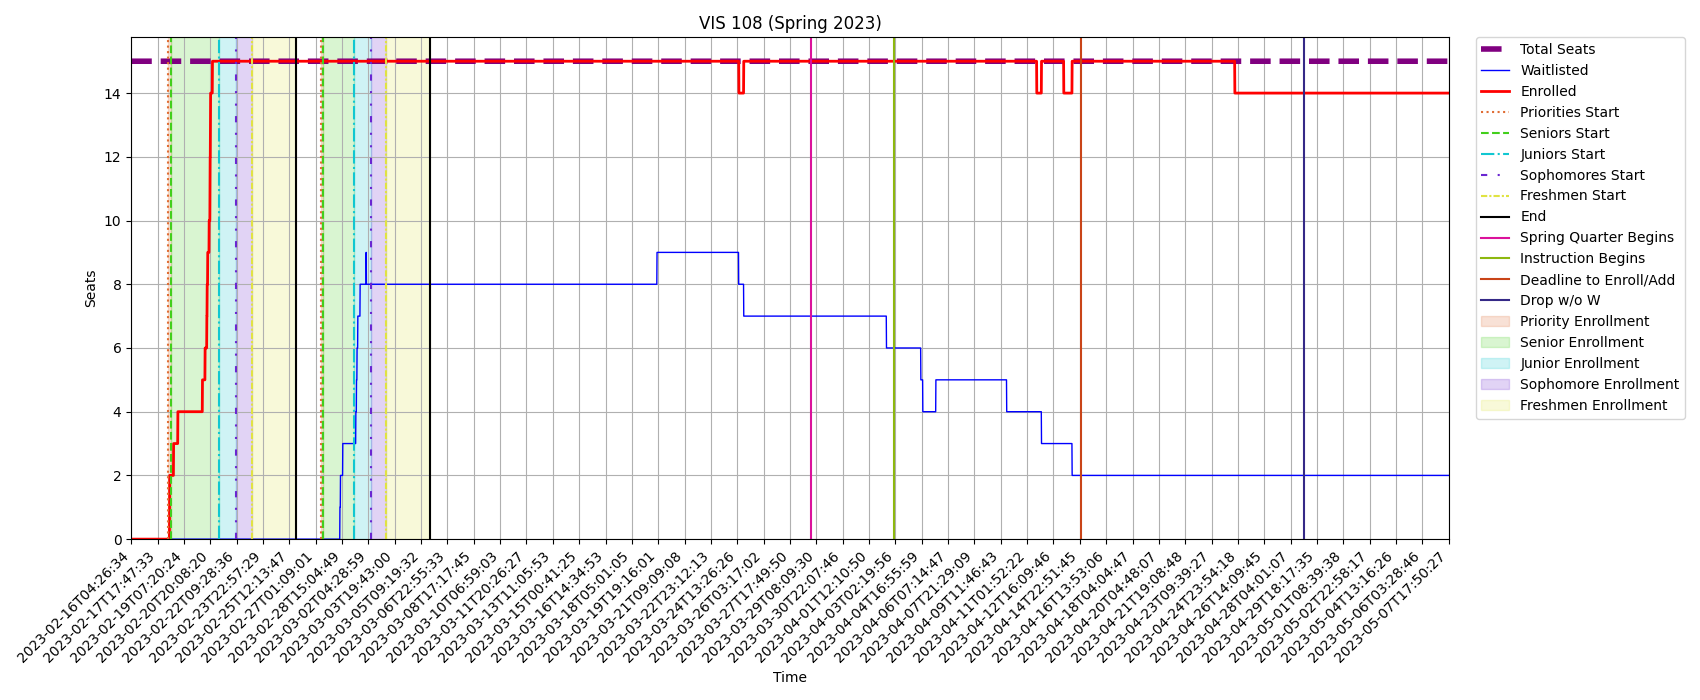 VIS 108 (Spring 2023)
Seats
14
12
10
8
6
4
2
0
2023-02-16T04:26:34
2023-02-17T17:47:33
2023-02-19T07:20:24
2023-02-20T20:08:20
2023-02-22T09:28:36
2023-02-23T22:57:29
2023-02-25T12:13:47
2023-02-27T01:09:01
2023-02-28T15:04:49
2023-03-02T04:28:59
2023-03-03T19:43:00
2023-03-05T09:19:32
2023-03-06T22:55:33
2023-03-08T17:17:45
2023-03-10T06:59:03
2023-03-11T20:26:27
2023-03-13T11:05:53
2023-03-15T00:41:25
2023-03-16T14:34:53
2023-03-18T05:01:05
2023-03-19T19:16:01
2023-03-21T09:09:08
2023-03-22T23:12:13
2023-03-24T13:26:26
2023-03-26T03:17:02
2023-03-27T17:49:50
2023-03-29T08:09:30
2023-03-30T22:07:46
2023-04-01T12:10:50
2023-04-03T02:19:56
2023-04-04T16:55:59
2023-04-06T07:14:47
2023-04-07T21:29:09
2023-04-09T11:46:43
2023-04-11T01:52:22
2023-04-12T16:09:46
2023-04-14T22:51:45
2023-04-16T13:53:06
2023-04-18T04:04:47
2023-04-20T04:48:07
2023-04-21T19:08:48
2023-04-23T09:39:27
2023-04-24T23:54:18
2023-04-26T14:09:45
2023-04-28T04:01:07
2023-04-29T18:17:35
2023-05-01T08:39:38
2023-05-02T22:58:17
2023-05-04T13:16:26
2023-05-06T03:28:46
2023-05-07T17:50:27
Time
Total Seats
Waitlisted
Enrolled
Priorities Start
Seniors Start
Juniors Start
Sophomores Start
Freshmen Start
End
Spring Quarter Begins
Instruction Begins
Deadline to Enroll/Add
Drop w/o W
Priority Enrollment
Senior Enrollment
Junior Enrollment
Sophomore Enrollment
Freshmen Enrollment